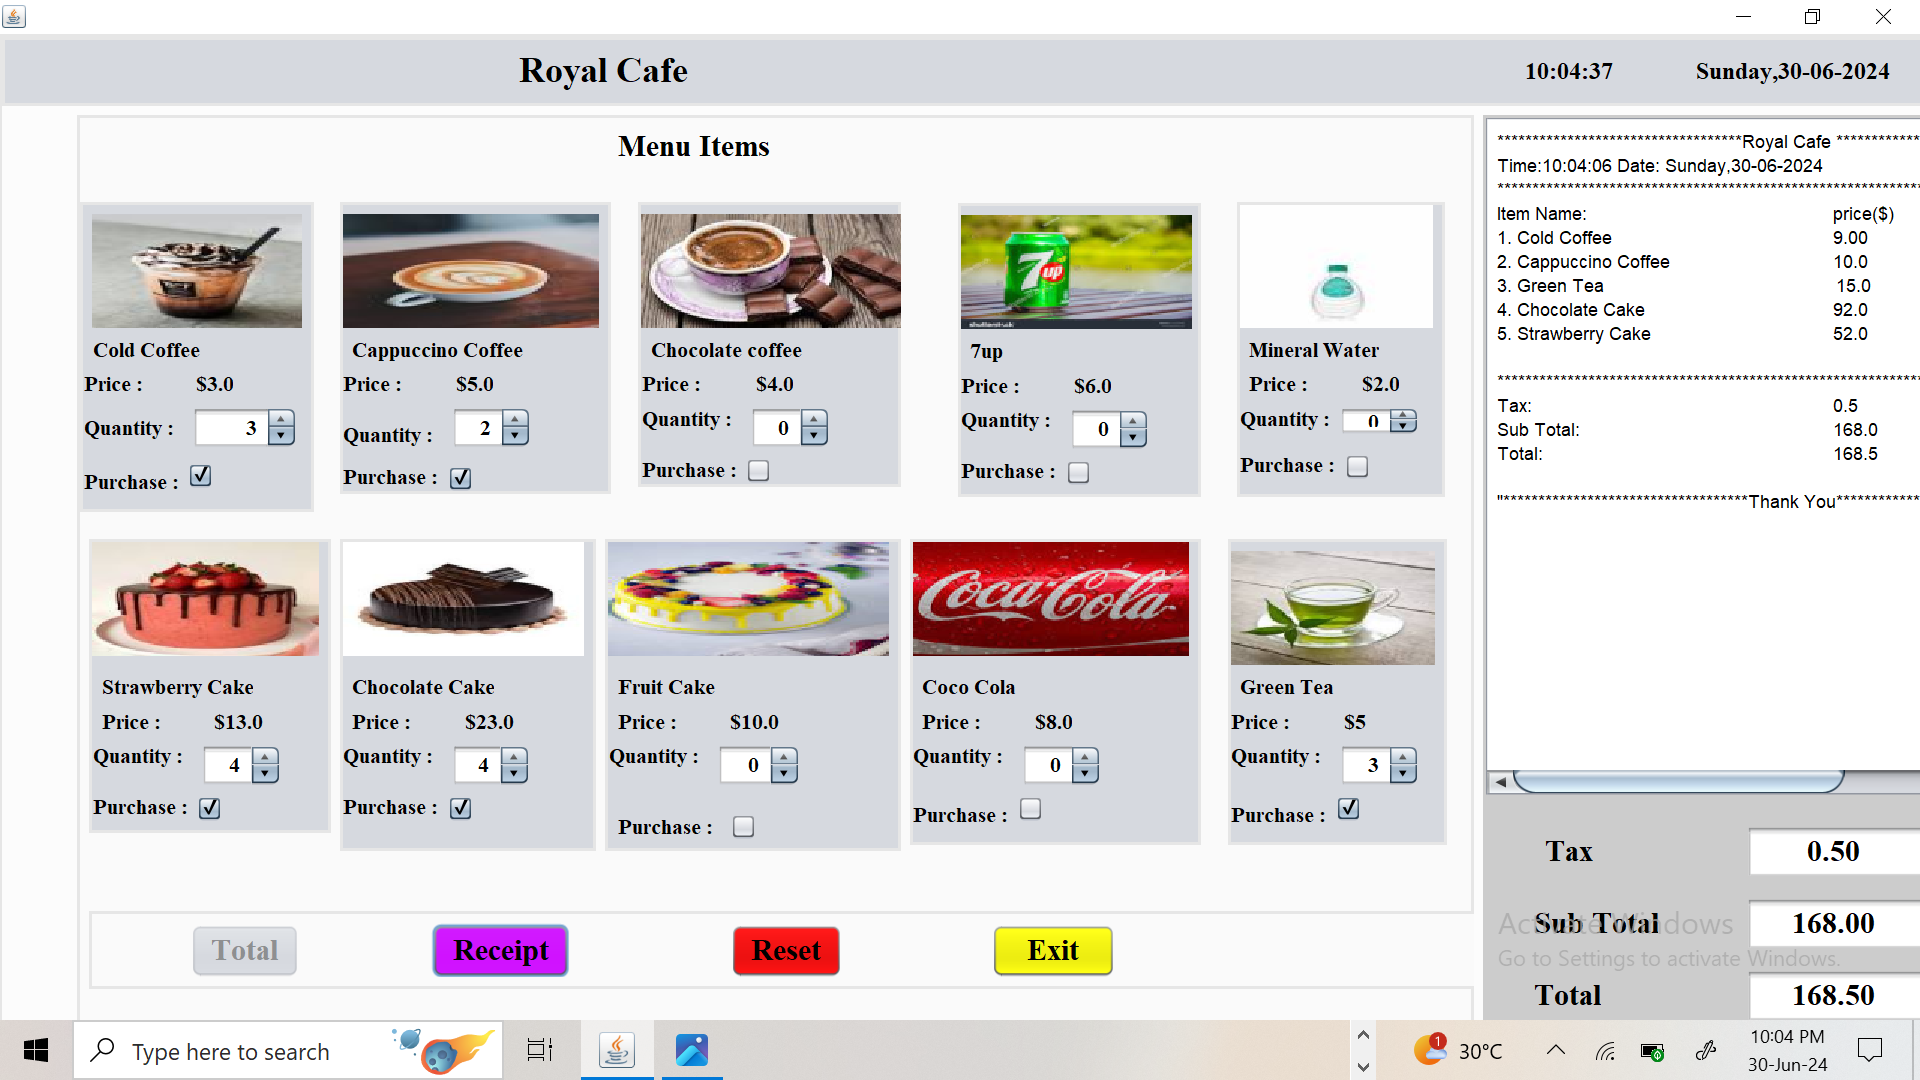 Royal Cafe
10:04:37
Sunday,30-06-2024
Menu Items
Cold Coffee
Price : $3.0
Quantity : 3
Purchase :
Cappuccino Coffee
Price : $5.0
Quantity : 2
Purchase :
Chocolate coffee
Price : $4.0
Quantity : 0
Purchase :
7up
shutterstock
7up
Price : $6.0
Quantity : 0
Purchase :
Mineral Water
Price : $2.0
Quantity : 0
Purchase :
Strawberry Cake
Price : $13.0
Quantity : 4
Purchase :
Chocolate Cake
Price : $23.0
Quantity : 4
Purchase :
Fruit Cake
Price : $10.0
Quantity : 0
Purchase :
Coca-Cola
Coco Cola
Price : $8.0
Quantity : 0
Purchase :
Green Tea
Price : $5
Quantity : 3
Purchase :
Total
Receipt
Reset
Exit
***********************************Royal Cafe ************
Time:10:04:06 Date: Sunday,30-06-2024
*************************************************************
Item Name: price($)
1. Cold Coffee 9.00
2. Cappuccino Coffee 10.0
3. Green Tea 15.0
4. Chocolate Cake 92.0
5. Strawberry Cake 52.0
*************************************************************
Tax: 0.5
Sub Total: 168.0
Total: 168.5
"***********************************Thank You************
Tax 0.50
Sub Total 168.00
Total 168.50
Activate Windows
Go to Settings to activate Windows.
Type here to search
1
30°C
10:04 PM
30-Jun-24